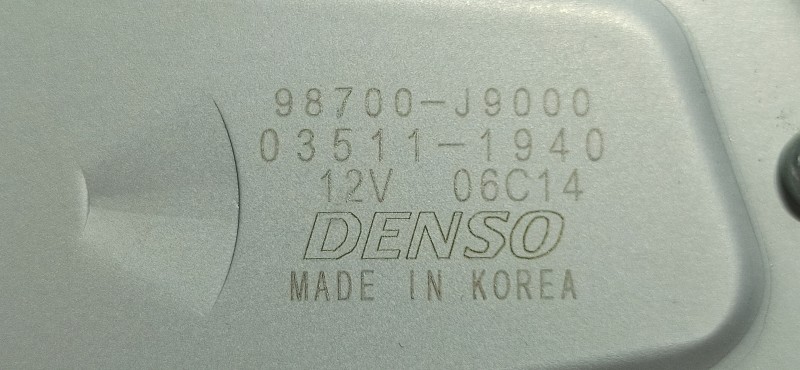 98700-J9000
03511-1940
12V 06C14
DENSO
MADE IN KOREA